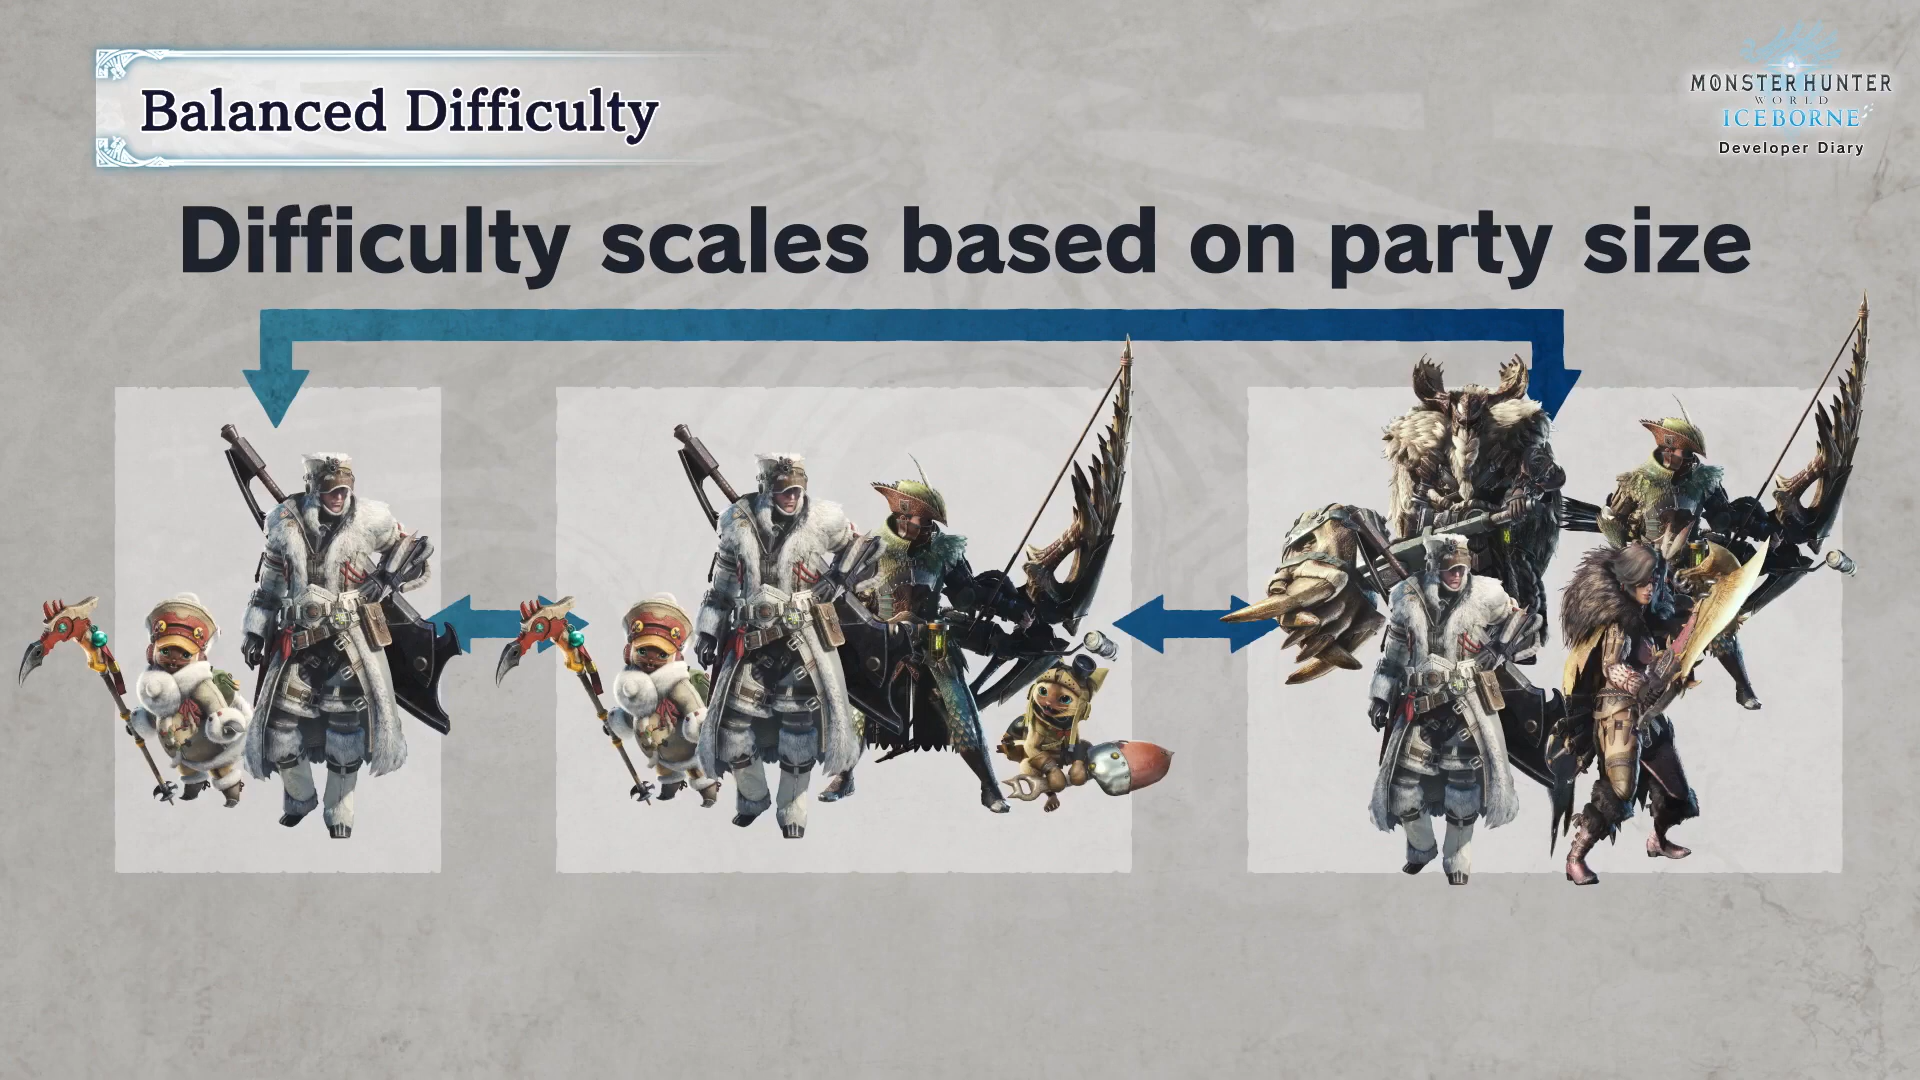 Balanced Difficulty
MONSTER HUNTER
WORLD
ICEBORNE
Developer Diary
Difficulty scales based on party size